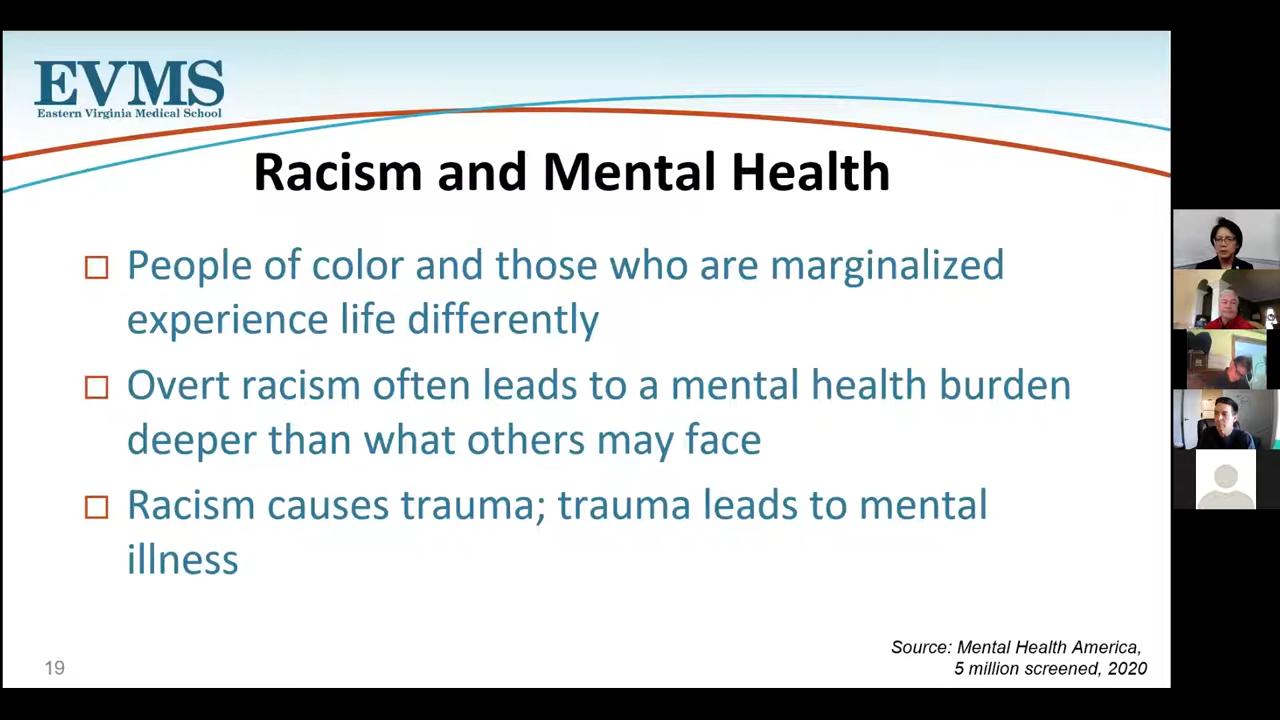 EVMS
Eastern Virginia Medical School
Racism and Mental Health
People of color and those who are marginalized
experience life differently
Overt racism often leads to a mental health burden
deeper than what others may face
Racism causes trauma; trauma leads to mental
illness
Source: Mental Health America,
5 million screened, 2020
19